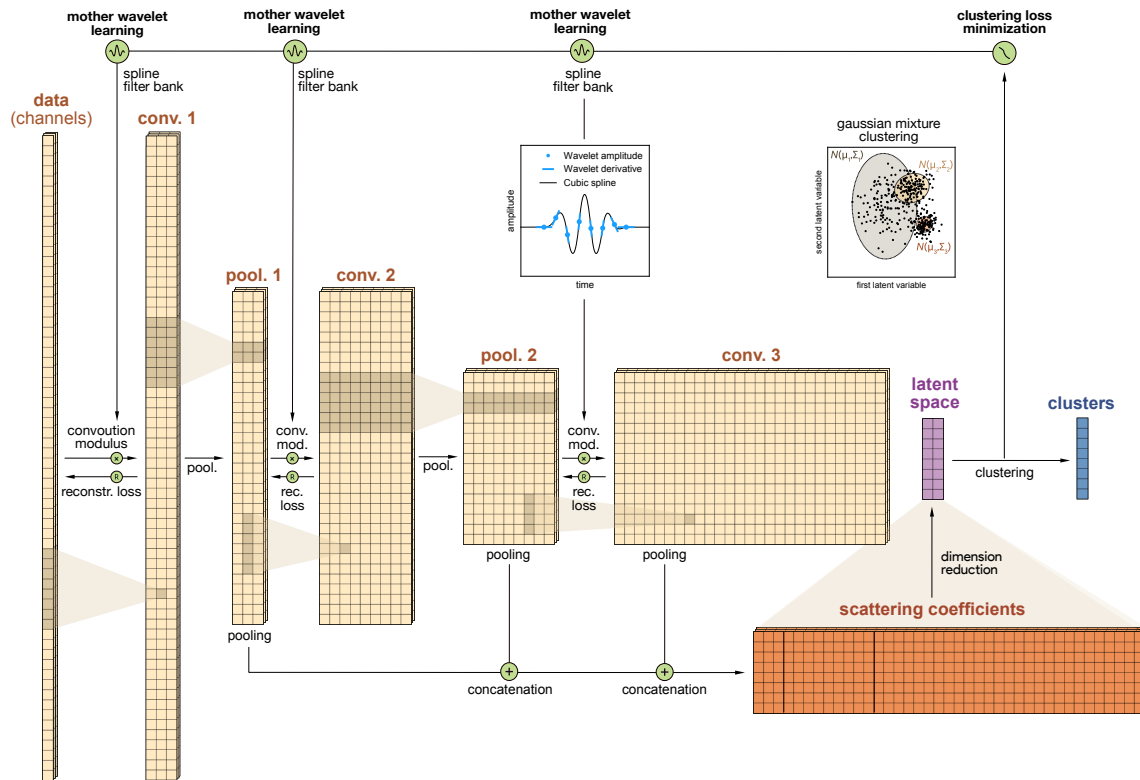 mother wavelet
learning
mother wavelet
learning
mother wavelet
learning
clustering loss
minimization
spline
filter bank
spline
filter bank
spline
filter bank
data
(channels)
conv. 1
Wavelet amplitude
Wavelet derivative
Cubic spline
amplitude
time
gaussian mixture
clustering
N(μ₁,Σ₁)
N(μ₂,Σ₂)
N(μ₃,Σ₃)
second latent variable
first latent variable
pool. 1
conv. 2
pool. 2
conv. 3
latent
space
clusters
convoution
modulus
×
R
reconstr. loss
pool.
conv.
mod.
×
R
rec.
loss
pool.
conv.
mod.
×
R
rec.
loss
clustering
pooling
pooling
pooling
dimension
reduction
scattering coefficients
+
concatenation
+
concatenation